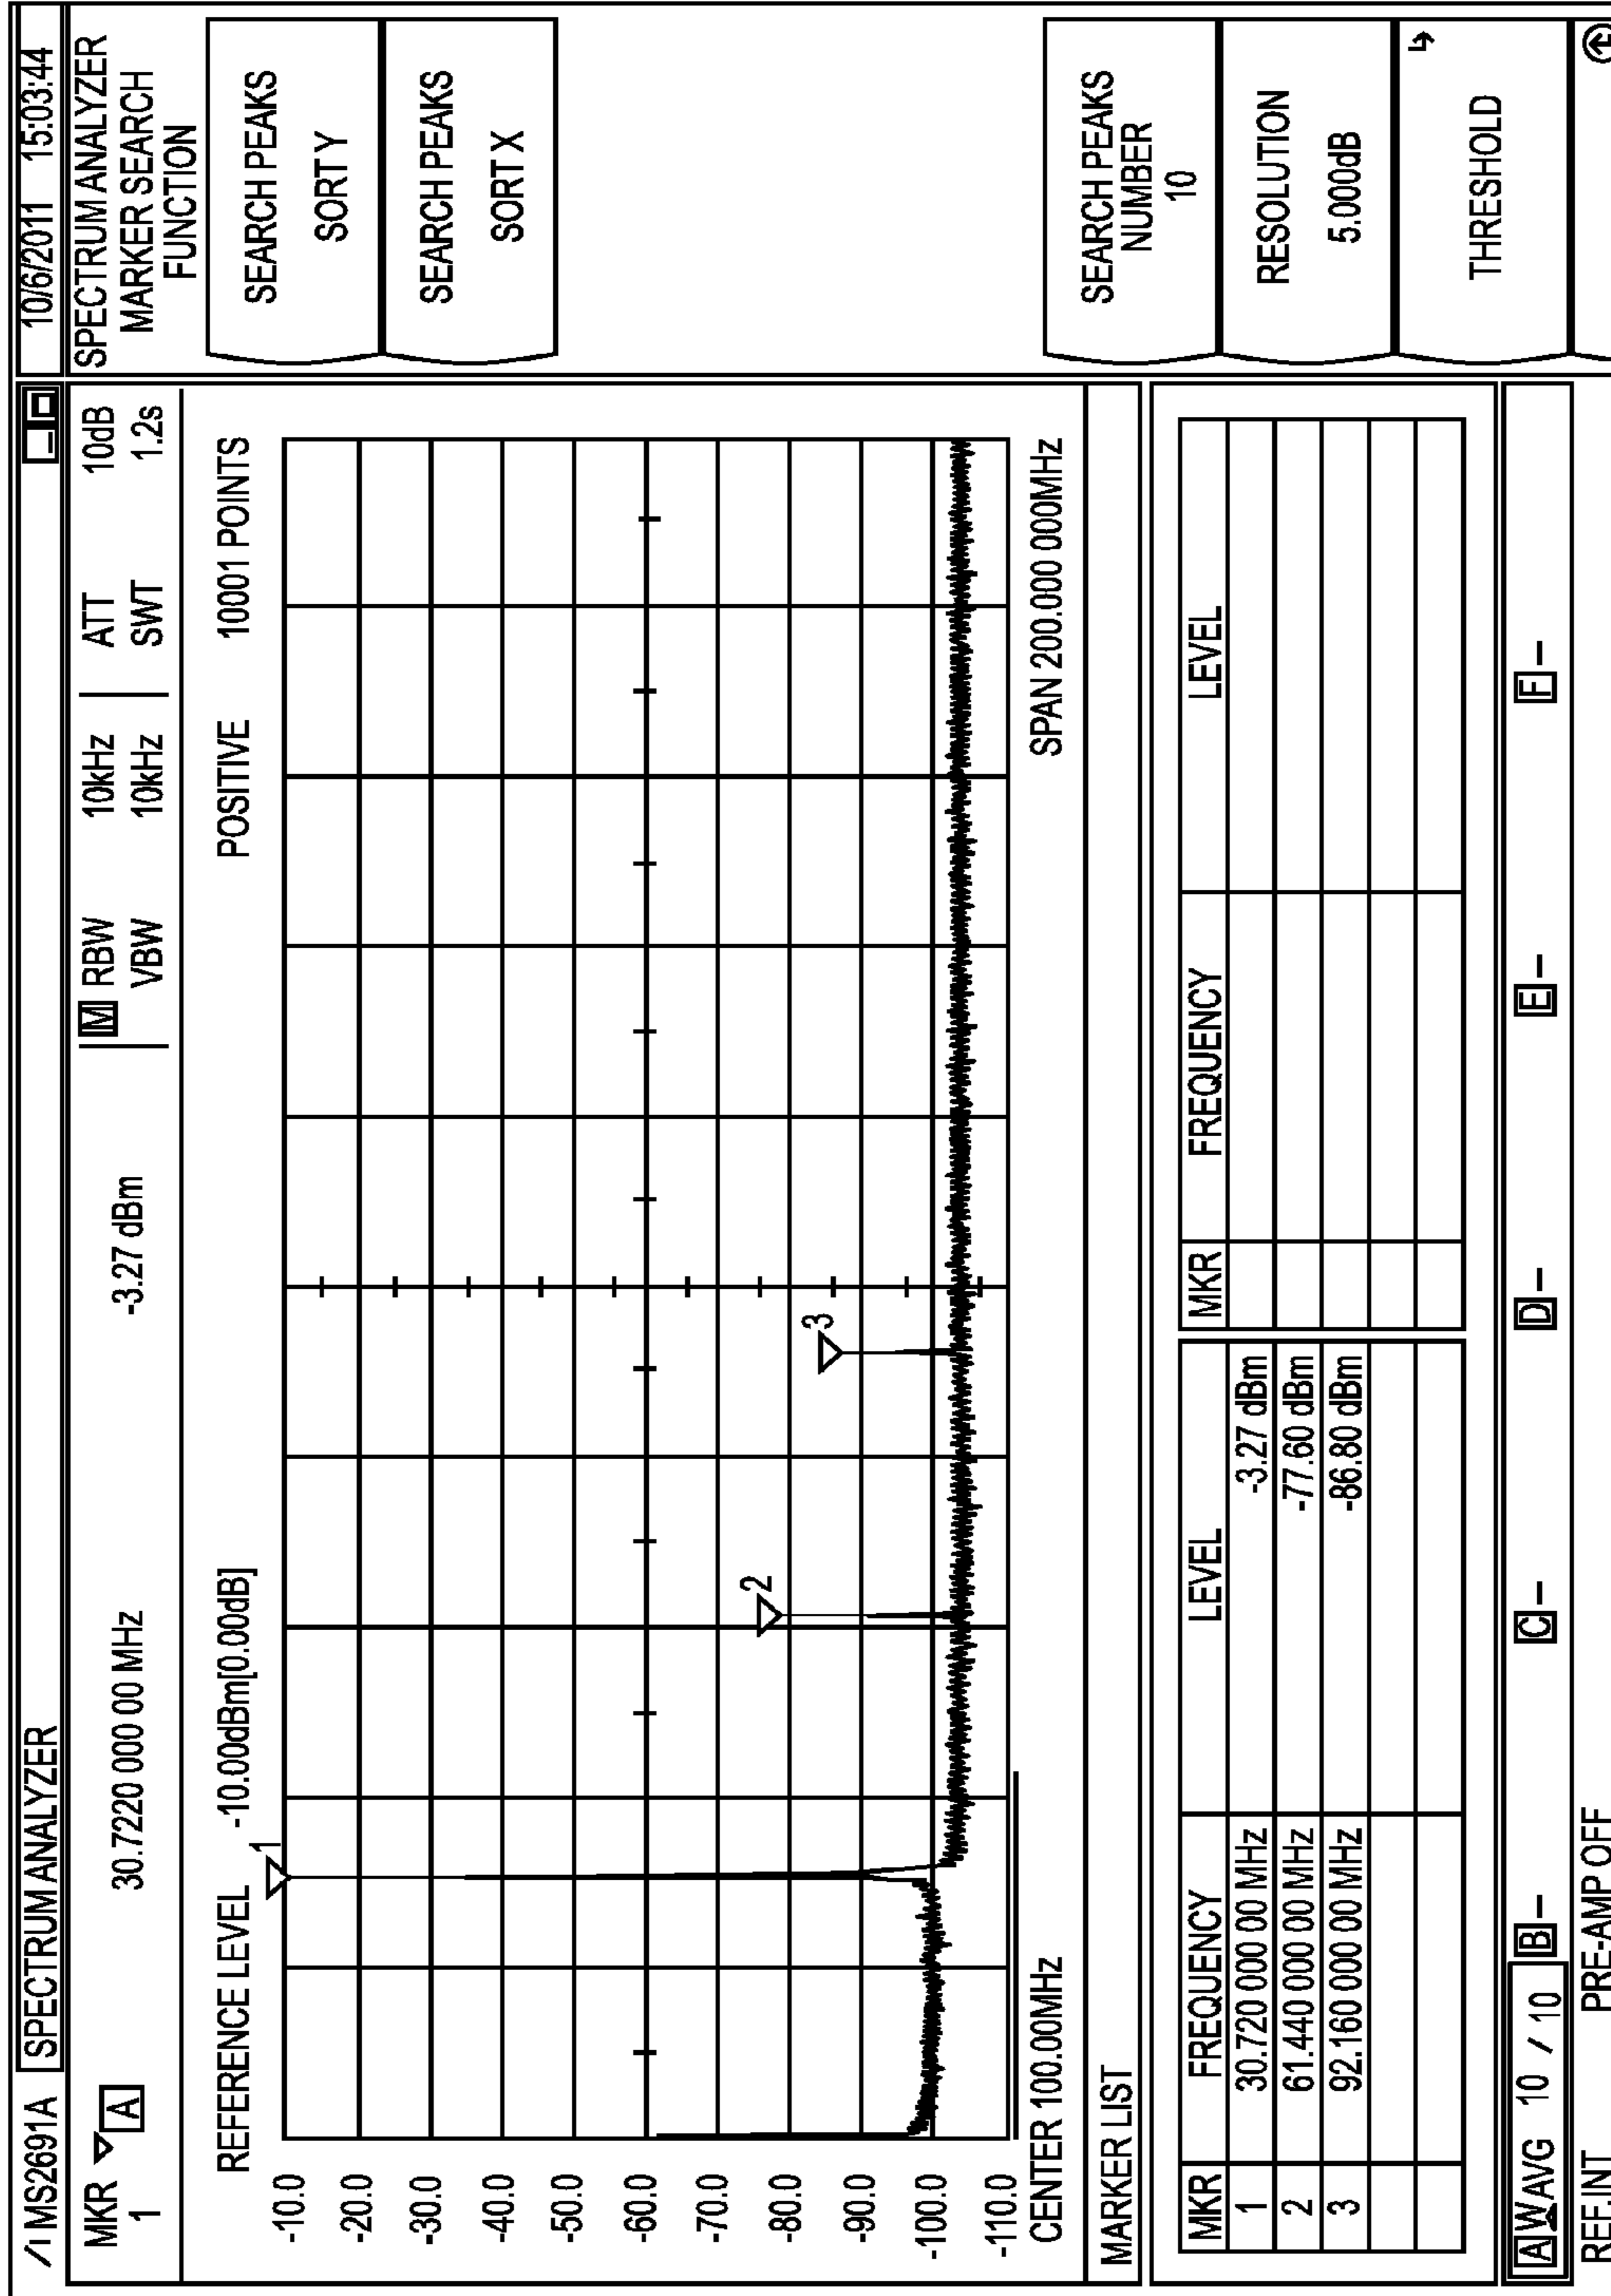 MS2691A SPECTRUM ANALYZER 10/6/2011 15:03:44
MKR A 30.7220 000 00 MHz -3.27 dBm M RBW 10kHz ATT 10dB
1 VBW 10kHz SWT 1.2s
REFERENCE LEVEL -10.00dBm[0.00dB] POSITIVE 10001 POINTS
1
-10.0
-20.0
-30.0
-40.0
-50.0
-60.0
-70.0
2
-80.0
3
-90.0
-100.0
-110.0
CENTER 100.00MHz SPAN 200.000 000MHz
MARKER LIST
MKR FREQUENCY LEVEL MKR FREQUENCY LEVEL
1 30.720 000 00 MHz -3.27 dBm
2 61.440 000 00 MHz -77.60 dBm
3 92.160 000 00 MHz -86.80 dBm
A AVG 10 / 10 B- C- D- E- F-
REF.INT PRE-AMP OFF
SPECTRUM ANALYZER
MARKER SEARCH
FUNCTION
SEARCH PEAKS
SORT Y
SEARCH PEAKS
SORT X
SEARCH PEAKS
NUMBER
10
RESOLUTION
5.000dB
THRESHOLD